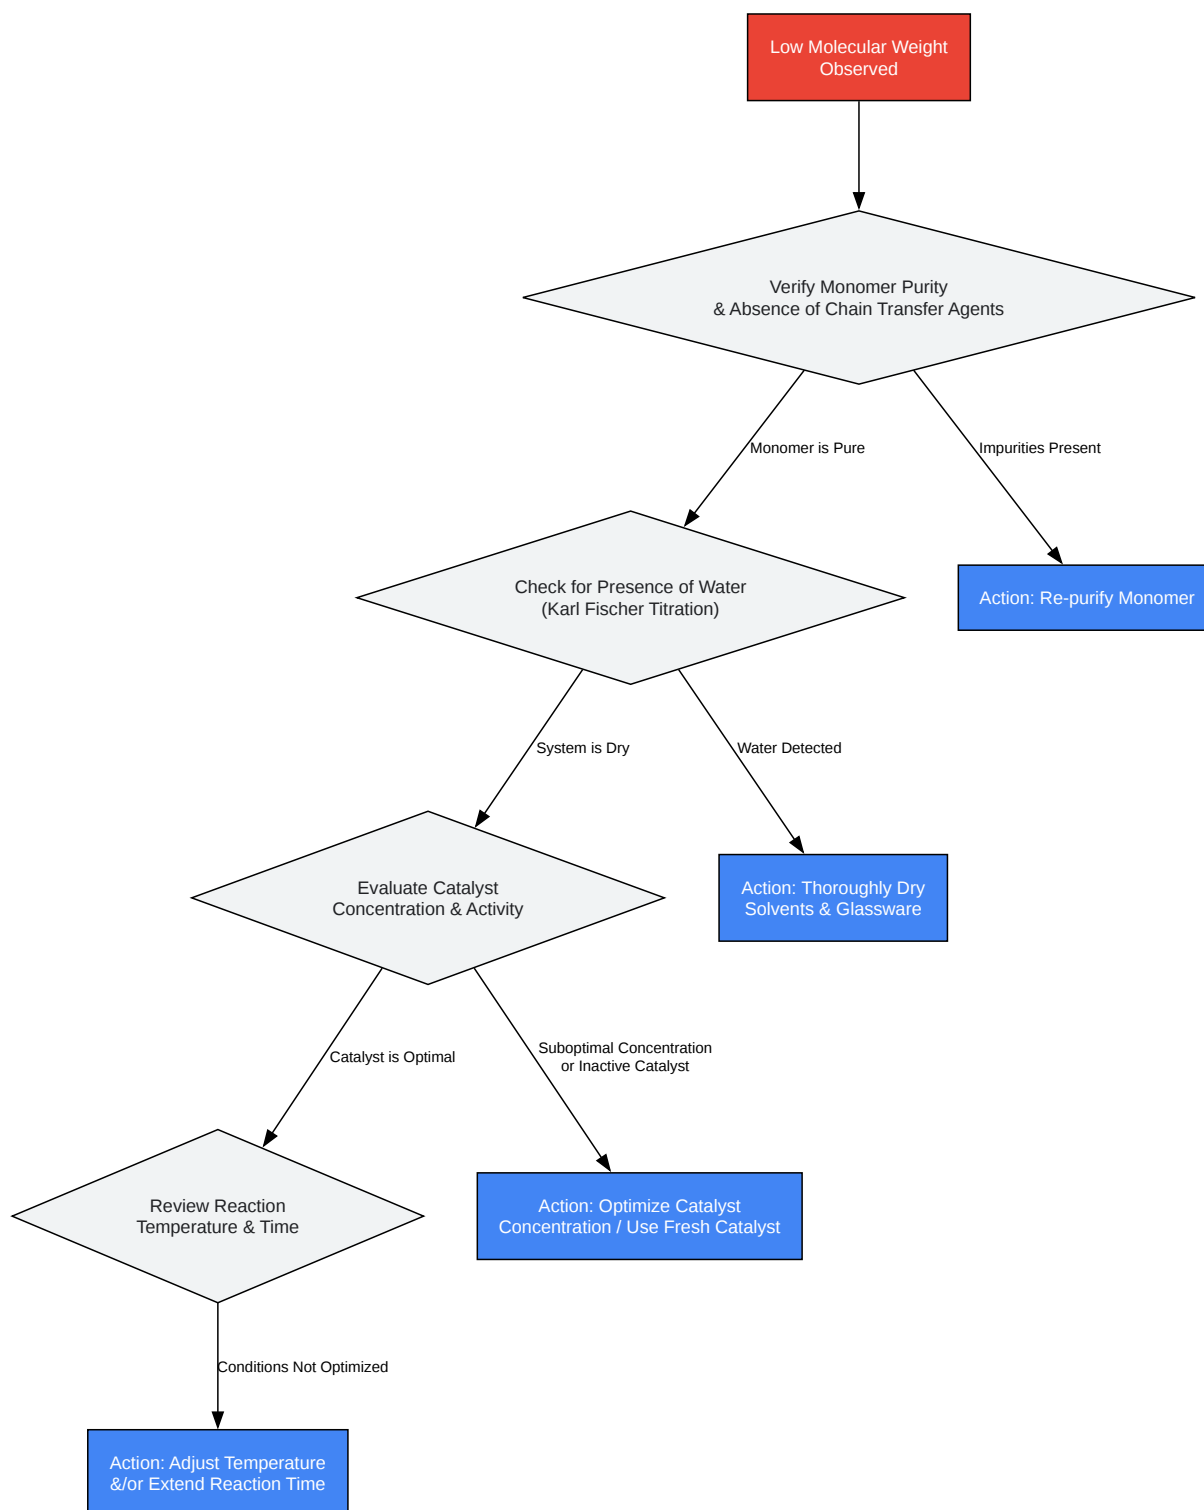 Low Molecular Weight
Observed
Verify Monomer Purity
& Absence of Chain Transfer Agents
Monomer is Pure
Impurities Present
Check for Presence of Water
(Karl Fischer Titration)
Action: Re-purify Monomer
System is Dry
Water Detected
Evaluate Catalyst
Concentration & Activity
Action: Thoroughly Dry
Solvents & Glassware
Catalyst is Optimal
Suboptimal Concentration
or Inactive Catalyst
Review Reaction
Temperature & Time
Action: Optimize Catalyst
Concentration / Use Fresh Catalyst
Conditions Not Optimized
Action: Adjust Temperature
&/or Extend Reaction Time